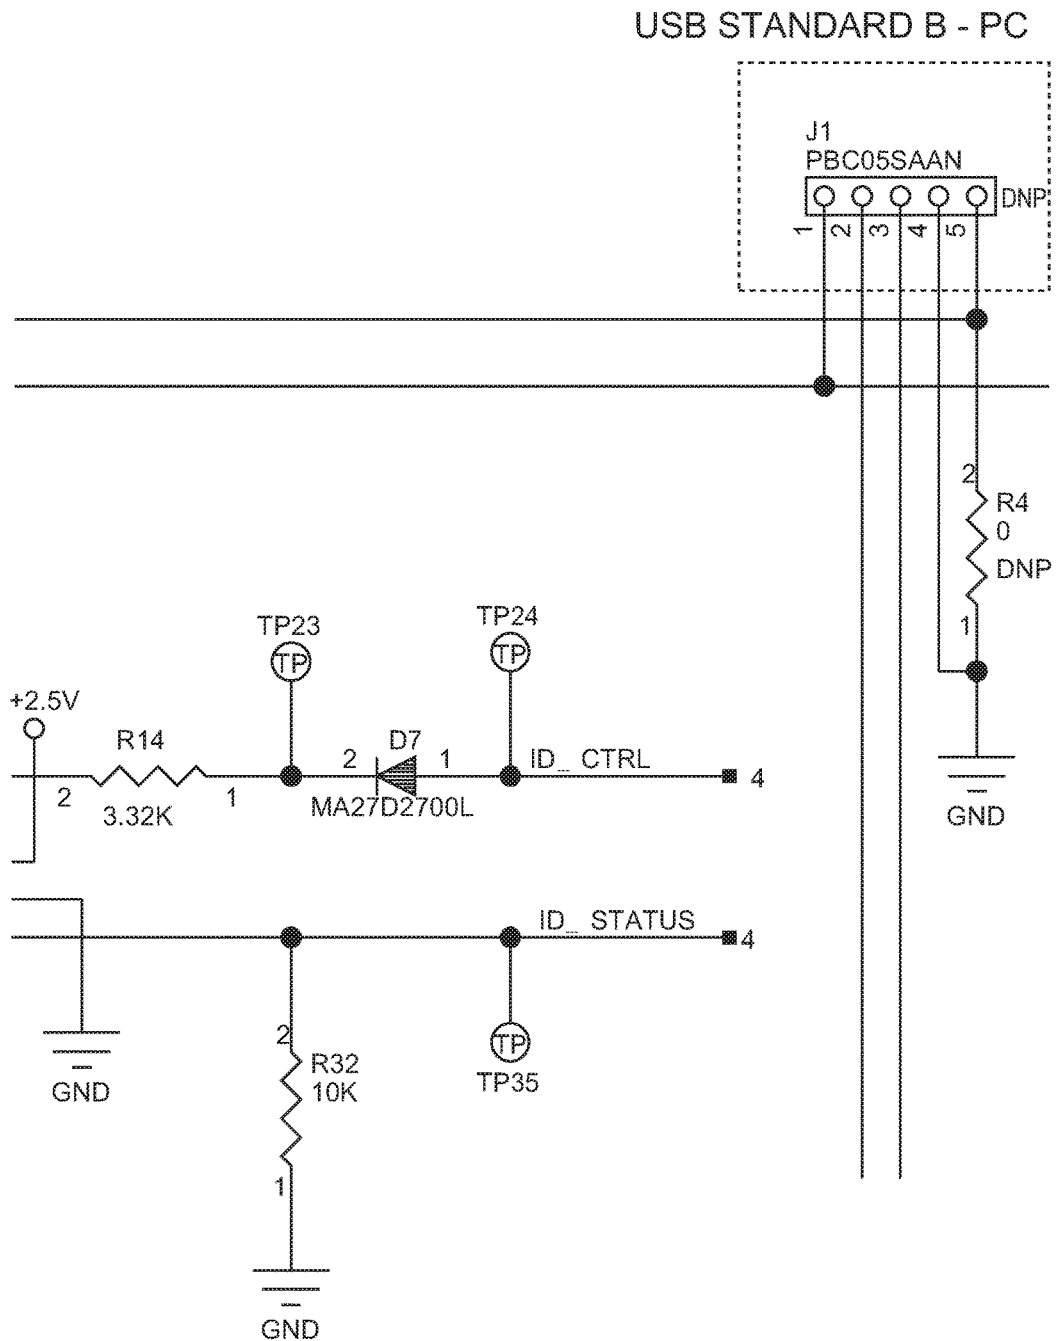 USB STANDARD B - PC
J1
PBC05SAAN
DNP
1
2
3
4
5
2
R4
0
DNP
1
TP23
TP
TP24
TP
+2.5V
R14
2
1
3.32K
D7
2
1
MA27D2700L
ID_ CTRL
4
GND
ID_ STATUS
4
GND
2
R32
10K
1
TP
TP35
GND